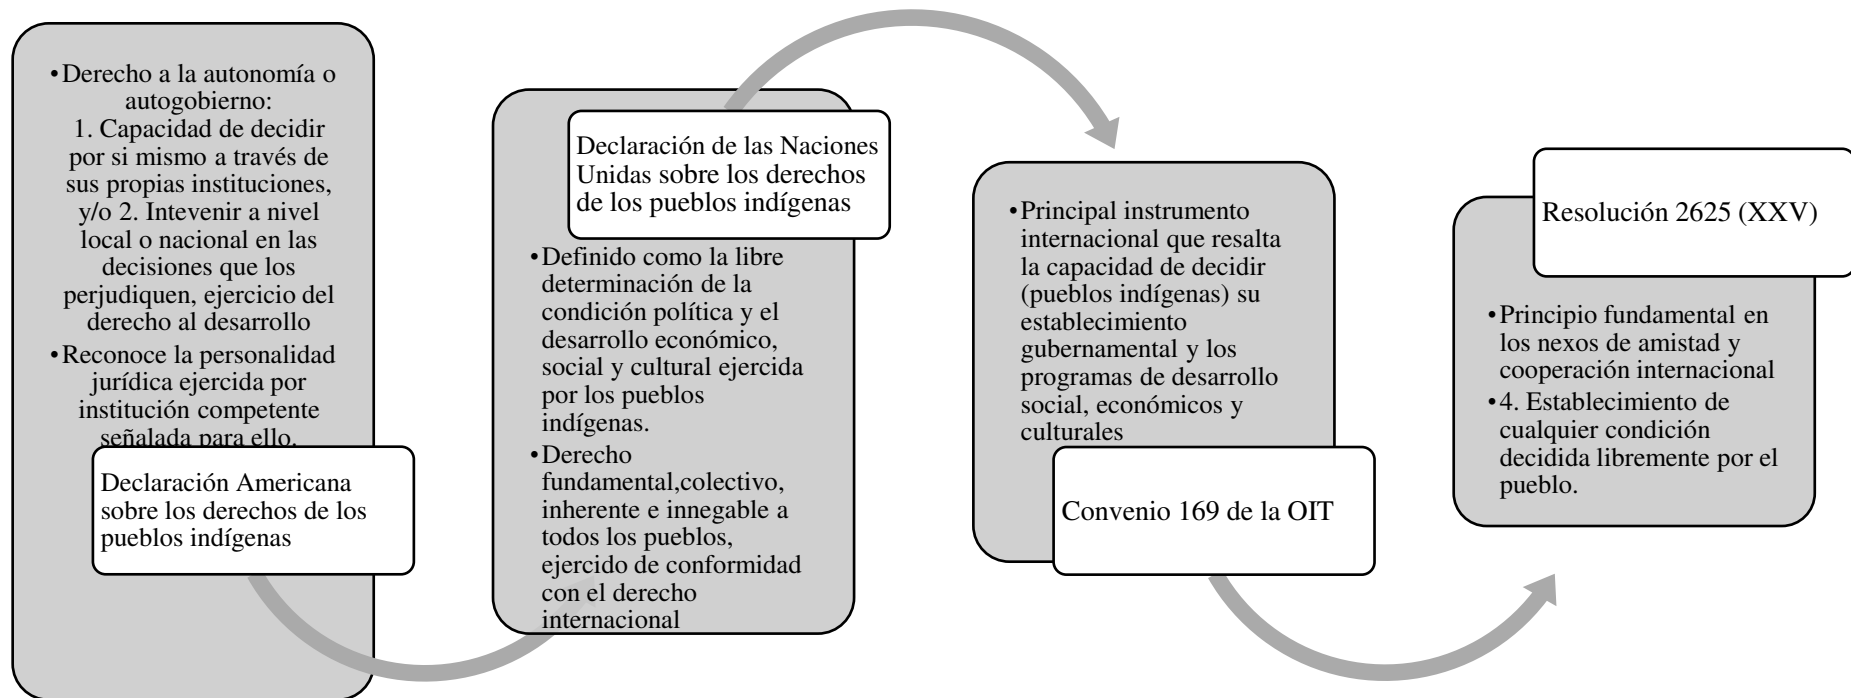 •Derecho a la autonomía o
autogobierno:
1. Capacidad de decidir
por si mismo a través de
sus propias instituciones,
y/o 2. Intevenir a nivel
local o nacional en las
decisiones que los
perjudiquen, ejercicio del
derecho al desarrollo
•Reconoce la personalidad
jurídica ejercida por
institución competente
señalada para ello.
Declaración Americana
sobre los derechos de los
pueblos indígenas
Declaración de las Naciones
Unidas sobre los derechos
de los pueblos indígenas
•Definido como la libre
determinación de la
condición política y el
desarrollo económico,
social y cultural ejercida
por los pueblos
indígenas.
•Derecho
fundamental,colectivo,
inherente e innegable a
todos los pueblos,
ejercido de conformidad
con el derecho
internacional
•Principal instrumento
internacional que resalta
la capacidad de decidir
(pueblos indígenas) su
establecimiento
gubernamental y los
programas de desarrollo
social, económicos y
culturales
Convenio 169 de la OIT
Resolución 2625 (XXV)
•Principio fundamental en
los nexos de amistad y
cooperación internacional
•4. Establecimiento de
cualquier condición
decidida libremente por el
pueblo.